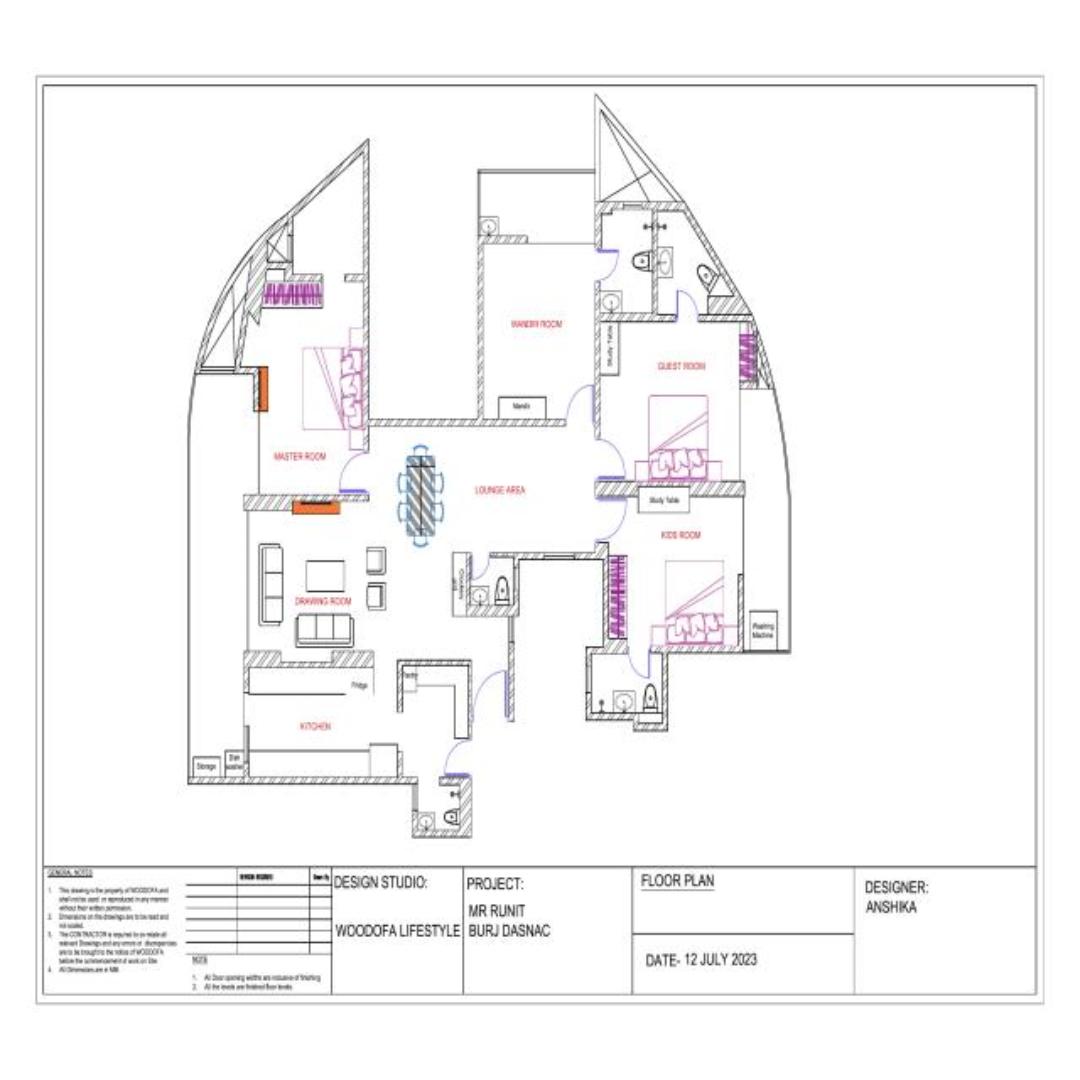 MANDIR ROOM
Study Table
GUEST ROOM
Mandir
MASTER ROOM
LOUNGE AREA
Study Table
KIDS ROOM
DRAWING ROOM
Washing
Machine
Fridge
Pantry
KITCHEN
Storage
Dish
washer
GENERAL NOTES
1. This drawing is the property of WOODOFA and
shall not be used or reproduced in any manner
without their written permission.
2. Dimensions on the drawings are to be read and
not scaled.
3. The CONTRACTOR is required to co relate all
relevant Drawings and any errors or discrepancies
are to be brought to the notice of WOODOFA
before the commencement of work on Site
4. All Dimensions are in MM.
NOTE
1. All Door opening widths are inclusive of finishing
2. All the levels are finished floor levels
DESIGN STUDIO:
WOODOFA LIFESTYLE
PROJECT:
MR RUNIT
BURJ DASNAC
FLOOR PLAN
DATE- 12 JULY 2023
DESIGNER:
ANSHIKA